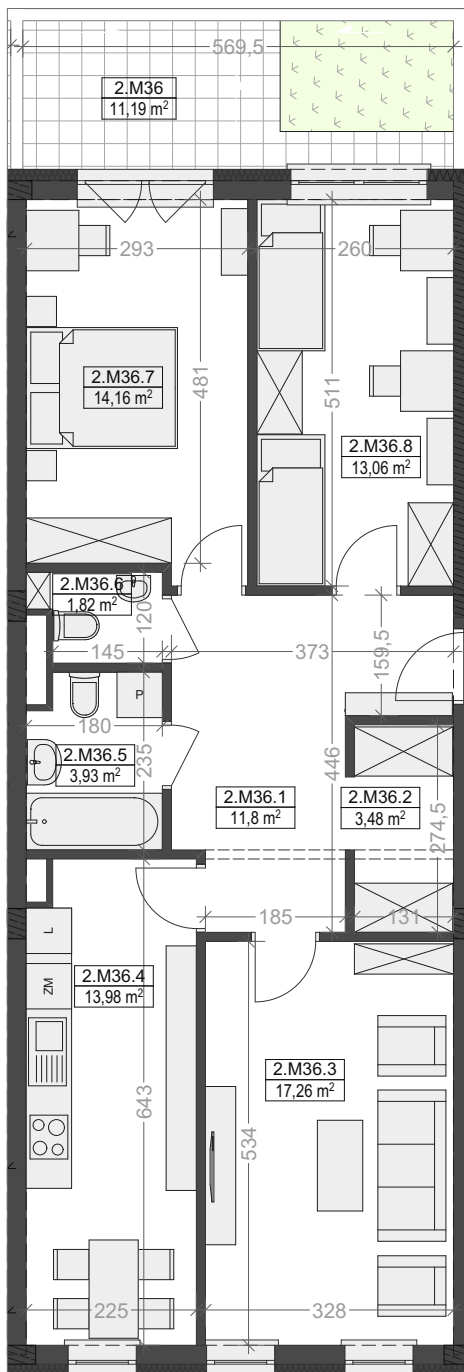 569,5
2.M36
11,19 m²
293
260
481
511
2.M36.7
14,16 m²
2.M36.8
13,06 m²
2.M36.6
1,82 m²
120
145
373
159,5
P
180
235
2.M36.5
3,93 m²
446
2.M36.1
11,8 m²
2.M36.2
3,48 m²
274,5
185
131
L
ZM
2.M36.4
13,98 m²
2.M36.3
17,26 m²
643
534
225
328